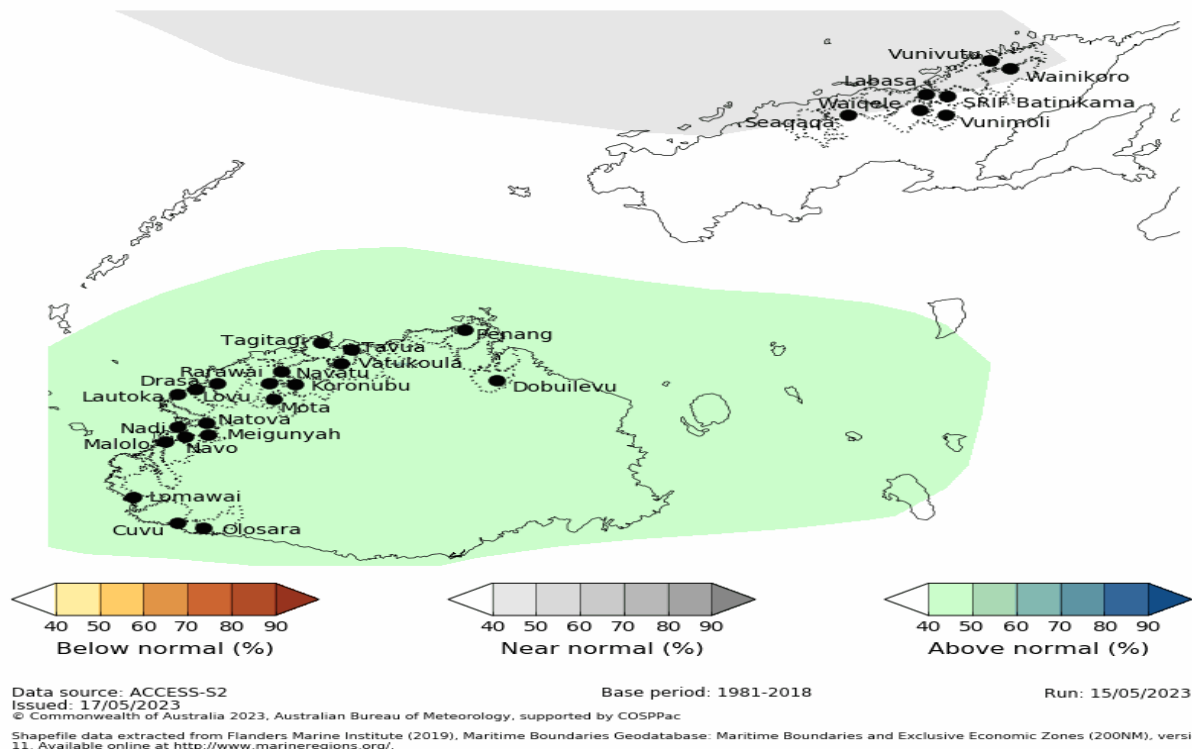 Vunivutu
Wainikoro
Labasa
Waiqele
SRIF Batinikama
Seaqaqa
Vunimoli
Penang
Tagitagi
Tavua
Vatukoula
Rarawai
Navatu
Drasa
Koronubu
Dobuilevu
Lautoka
Lovu
Mota
Natova
Nadi
Meigunyah
Malolo
Navo
Lomawai
Cuvu
Olosara
40 50 60 70 80 90
Below normal (%)
40 50 60 70 80 90
Near normal (%)
40 50 60 70 80 90
Above normal (%)
Data source: ACCESS-S2
Base period: 1981-2018
Run: 15/05/2023
Issued: 17/05/2023
© Commonwealth of Australia 2023, Australian Bureau of Meteorology, supported by COSPPac
Shapefile data extracted from Flanders Marine Institute (2019), Maritime Boundaries Geodatabase: Maritime Boundaries and Exclusive Economic Zones (200NM), versi
11. Available online at http://www.marineregions.org/.